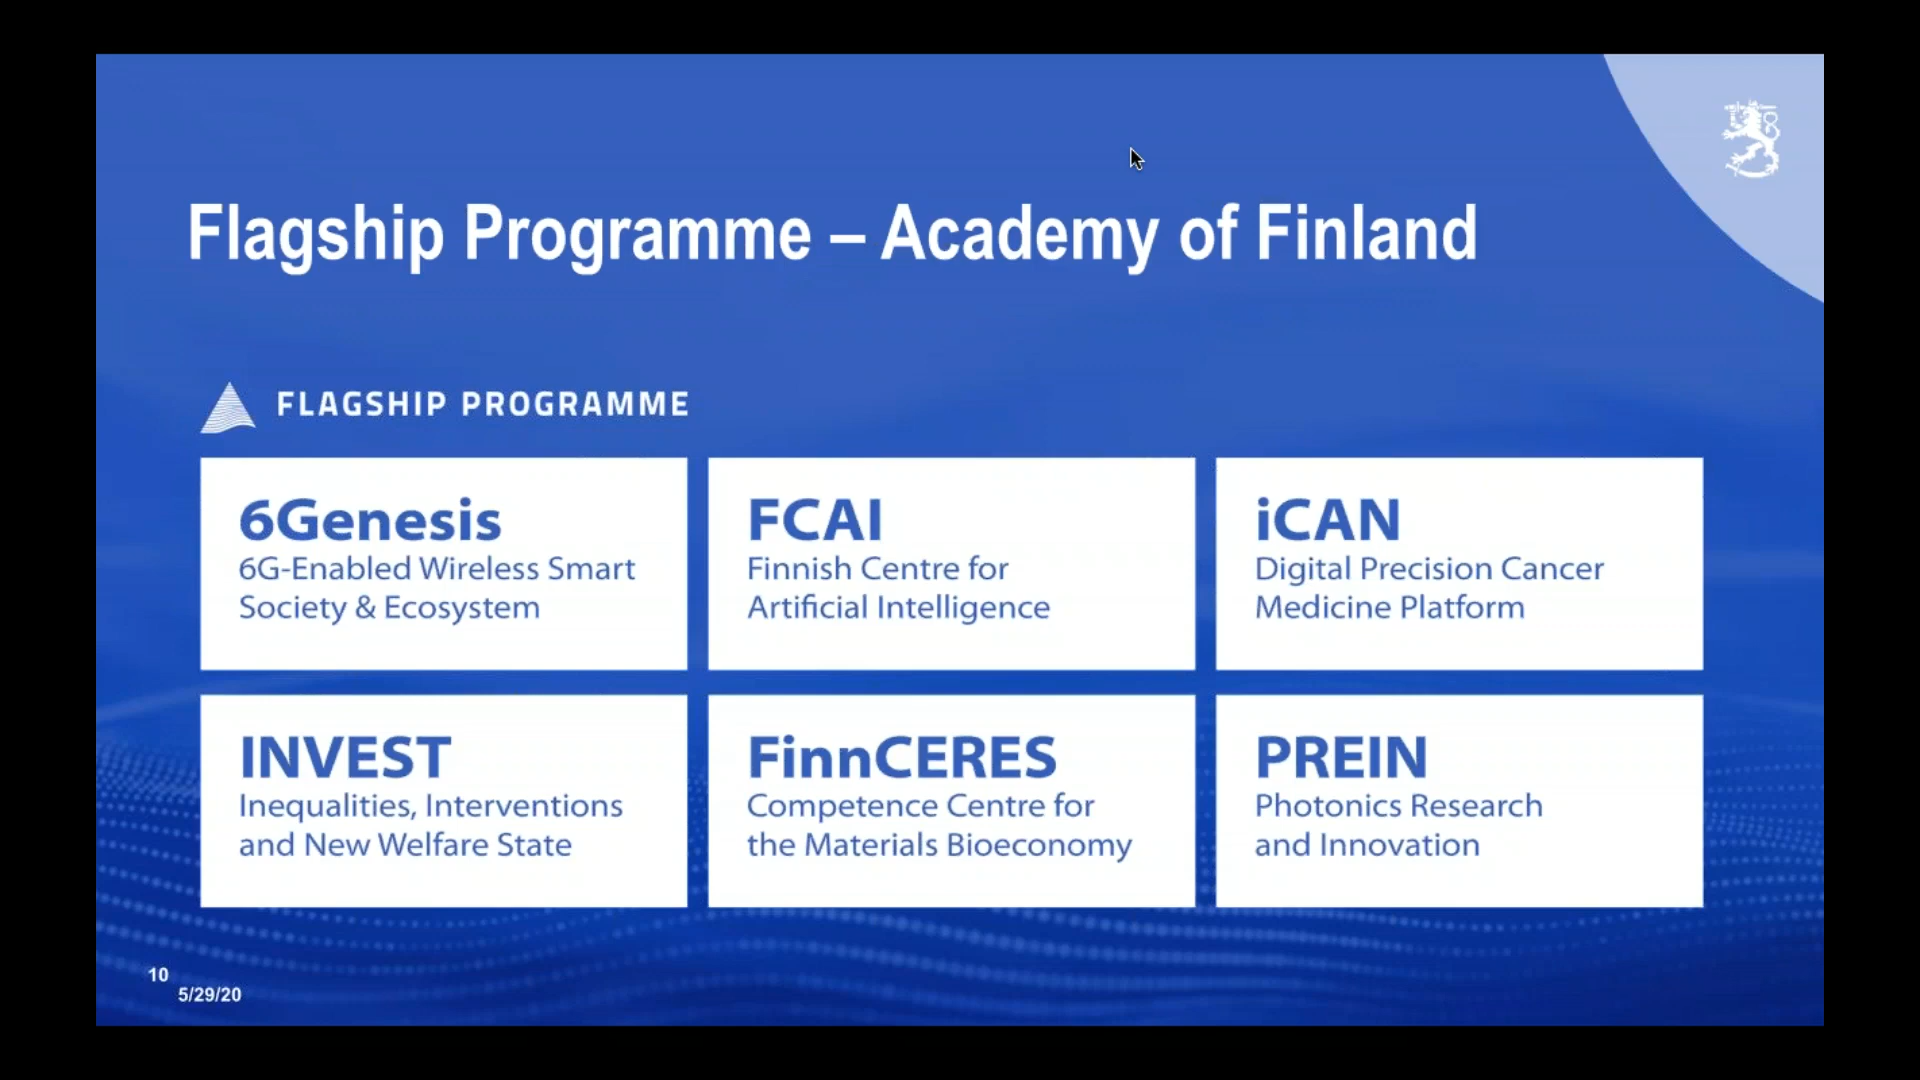 Flagship Programme – Academy of Finland
FLAGSHIP PROGRAMME
6Genesis
6G-Enabled Wireless Smart
Society & Ecosystem
FCAI
Finnish Centre for
Artificial Intelligence
iCAN
Digital Precision Cancer
Medicine Platform
INVEST
Inequalities, Interventions
and New Welfare State
FinnCERES
Competence Centre for
the Materials Bioeconomy
PREIN
Photonics Research
and Innovation
10
5/29/20